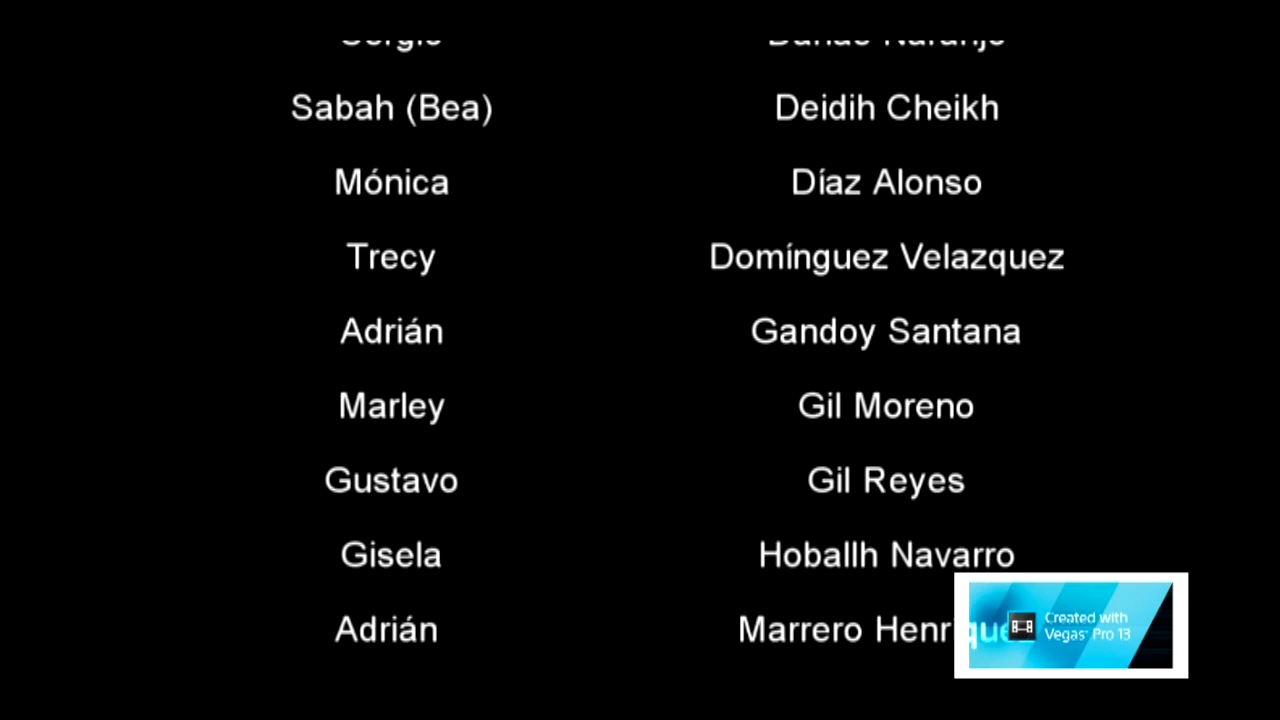 Sabah (Bea) Deidih Cheikh
Mónica Díaz Alonso
Trecy Domínguez Velazquez
Adrián Gandoy Santana
Marley Gil Moreno
Gustavo Gil Reyes
Gisela Hoballh Navarro
Adrián Marrero
Created with
Vegas Pro 13